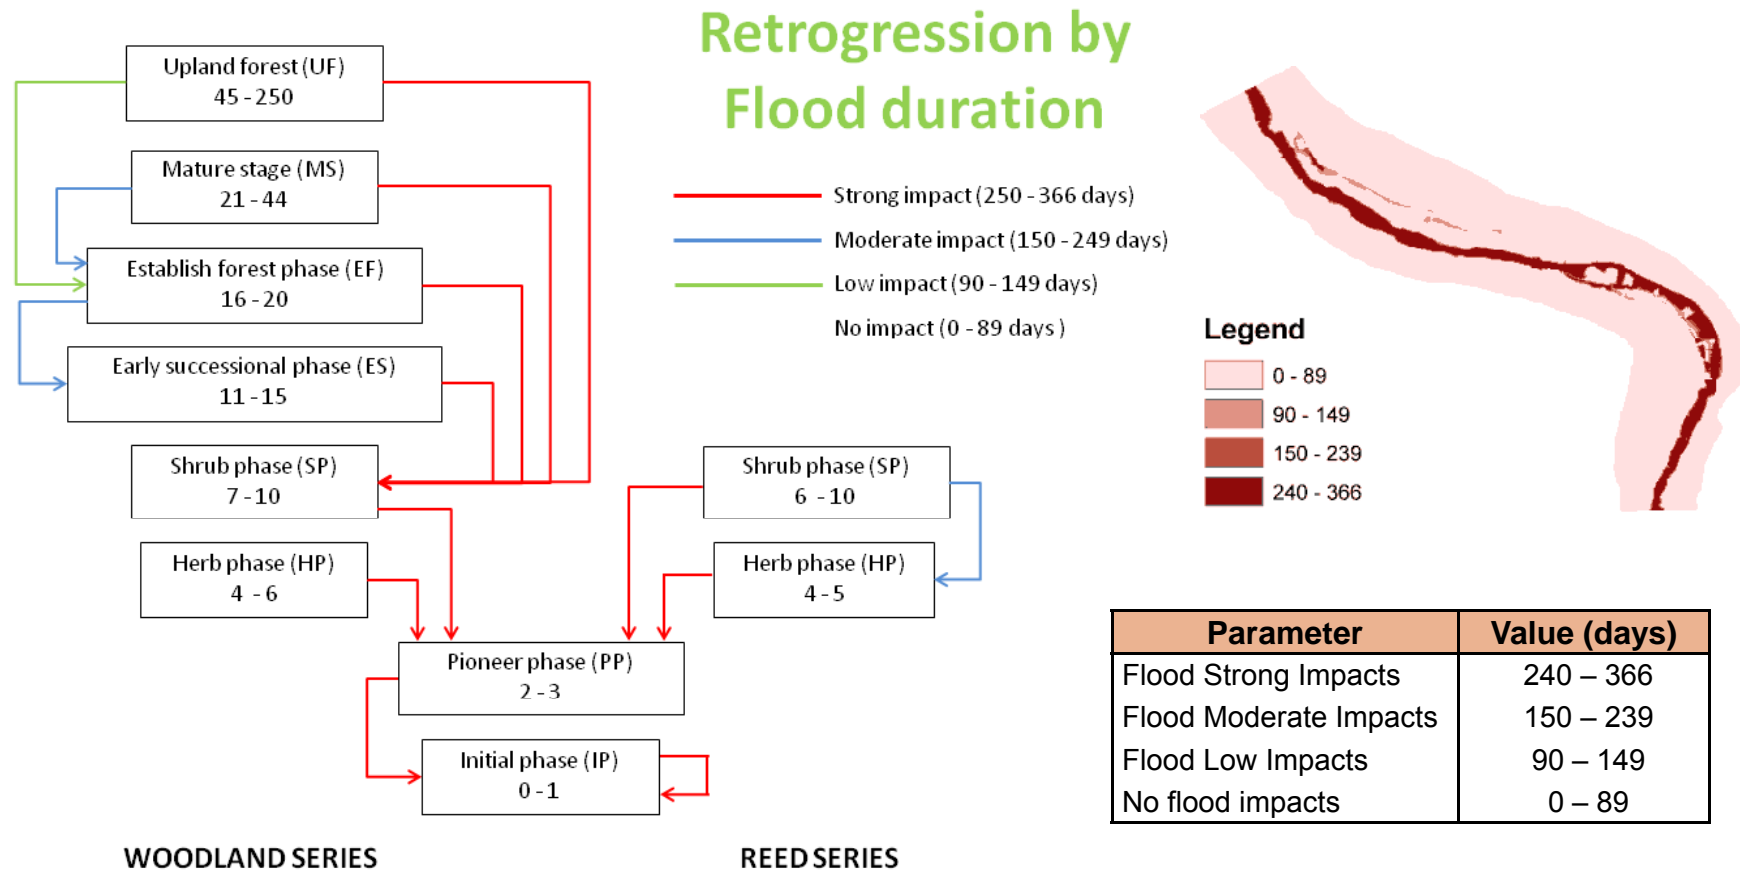 Retrogression by
Flood duration
Upland forest (UF)
45 - 250
Mature stage (MS)
21 - 44
Establish forest phase (EF)
16 - 20
Early successional phase (ES)
11 - 15
Shrub phase (SP)
7 - 10
Herb phase (HP)
4 - 6
Shrub phase (SP)
6 - 10
Herb phase (HP)
4 - 5
Pioneer phase (PP)
2 - 3
Initial phase (IP)
0 - 1
WOODLAND SERIES
REED SERIES
Strong impact (250 - 366 days)
Moderate impact (150 - 249 days)
Low impact (90 - 149 days)
No impact (0 - 89 days )
Legend
0 - 89
90 - 149
150 - 239
240 - 366
Parameter Value (days)
Flood Strong Impacts 240 – 366
Flood Moderate Impacts 150 – 239
Flood Low Impacts 90 – 149
No flood impacts 0 – 89